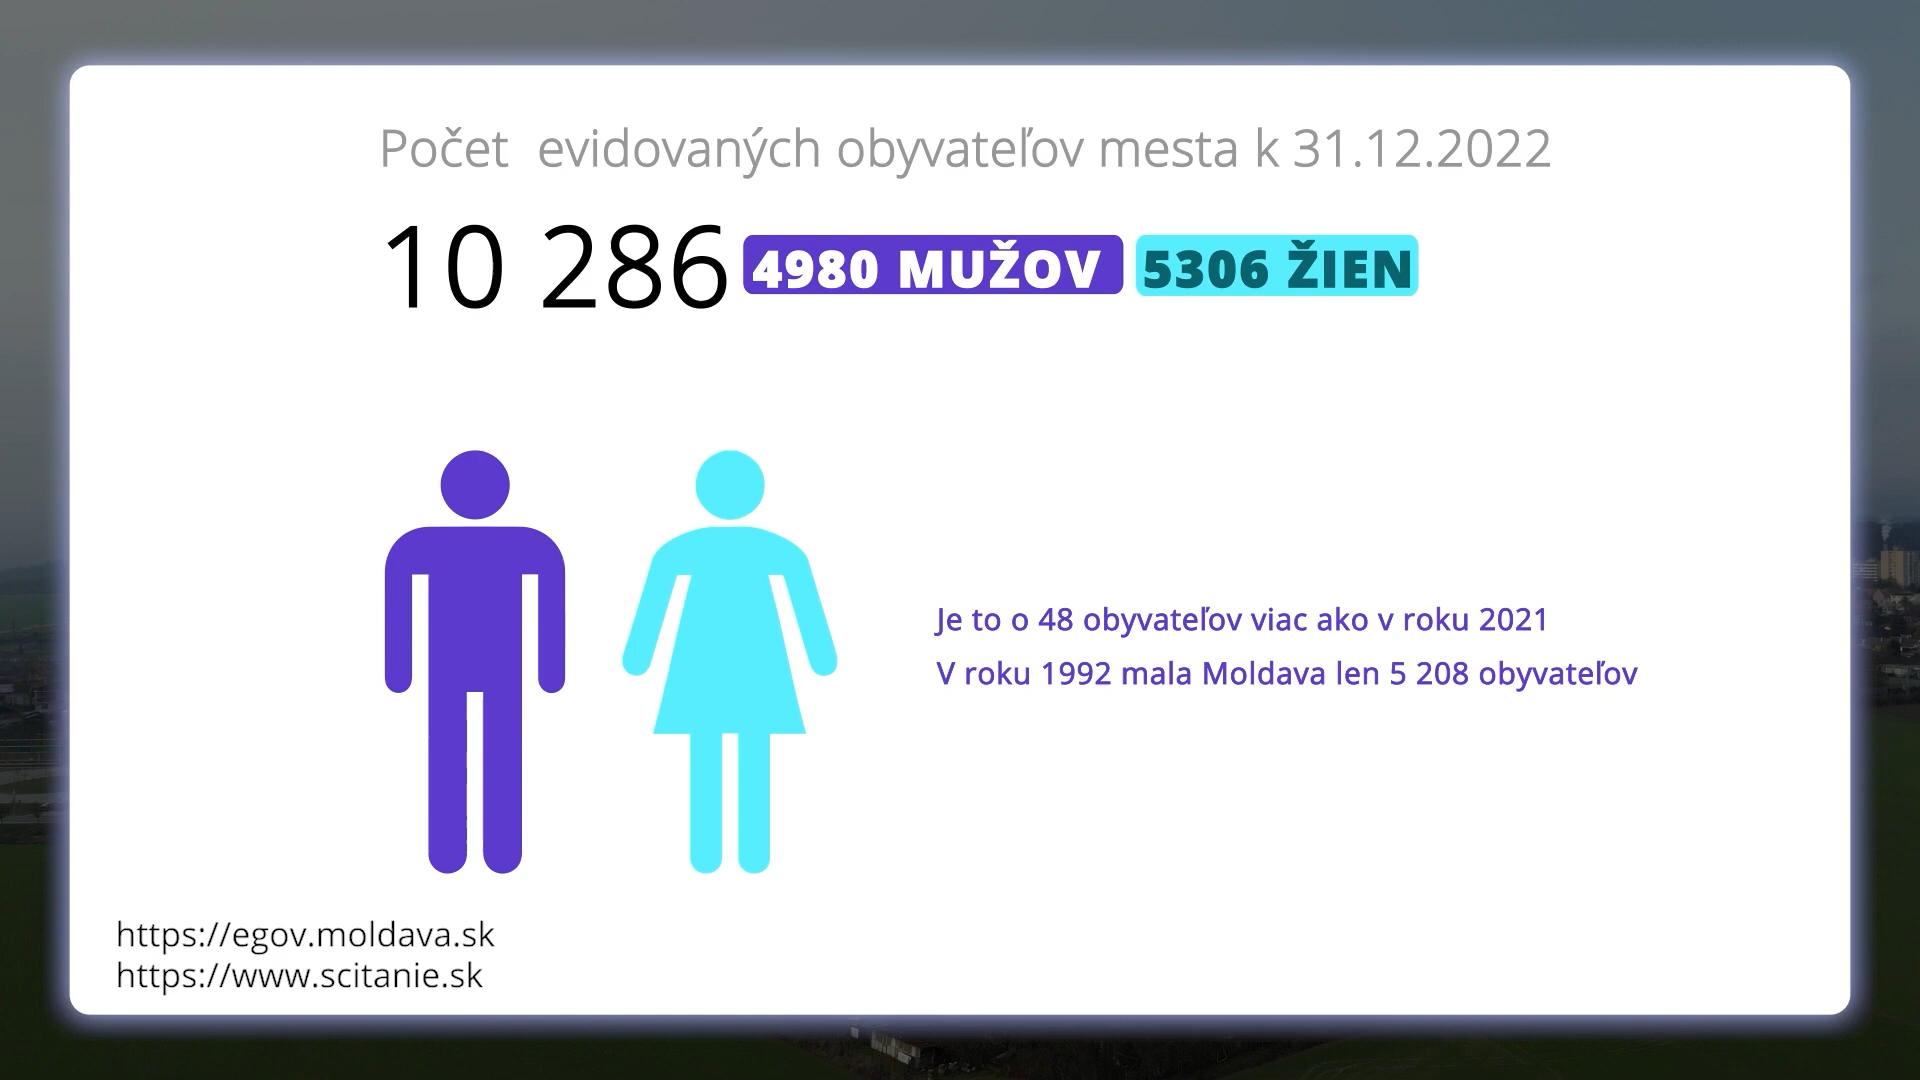 Počet evidovaných obyvateľov mesta k 31.12.2022
10 286 4980 MUŽOV 5306 ŽIEN
Je to o 48 obyvateľov viac ako v roku 2021
V roku 1992 mala Moldava len 5 208 obyvateľov
https://egov.moldava.sk
https://www.scitanie.sk